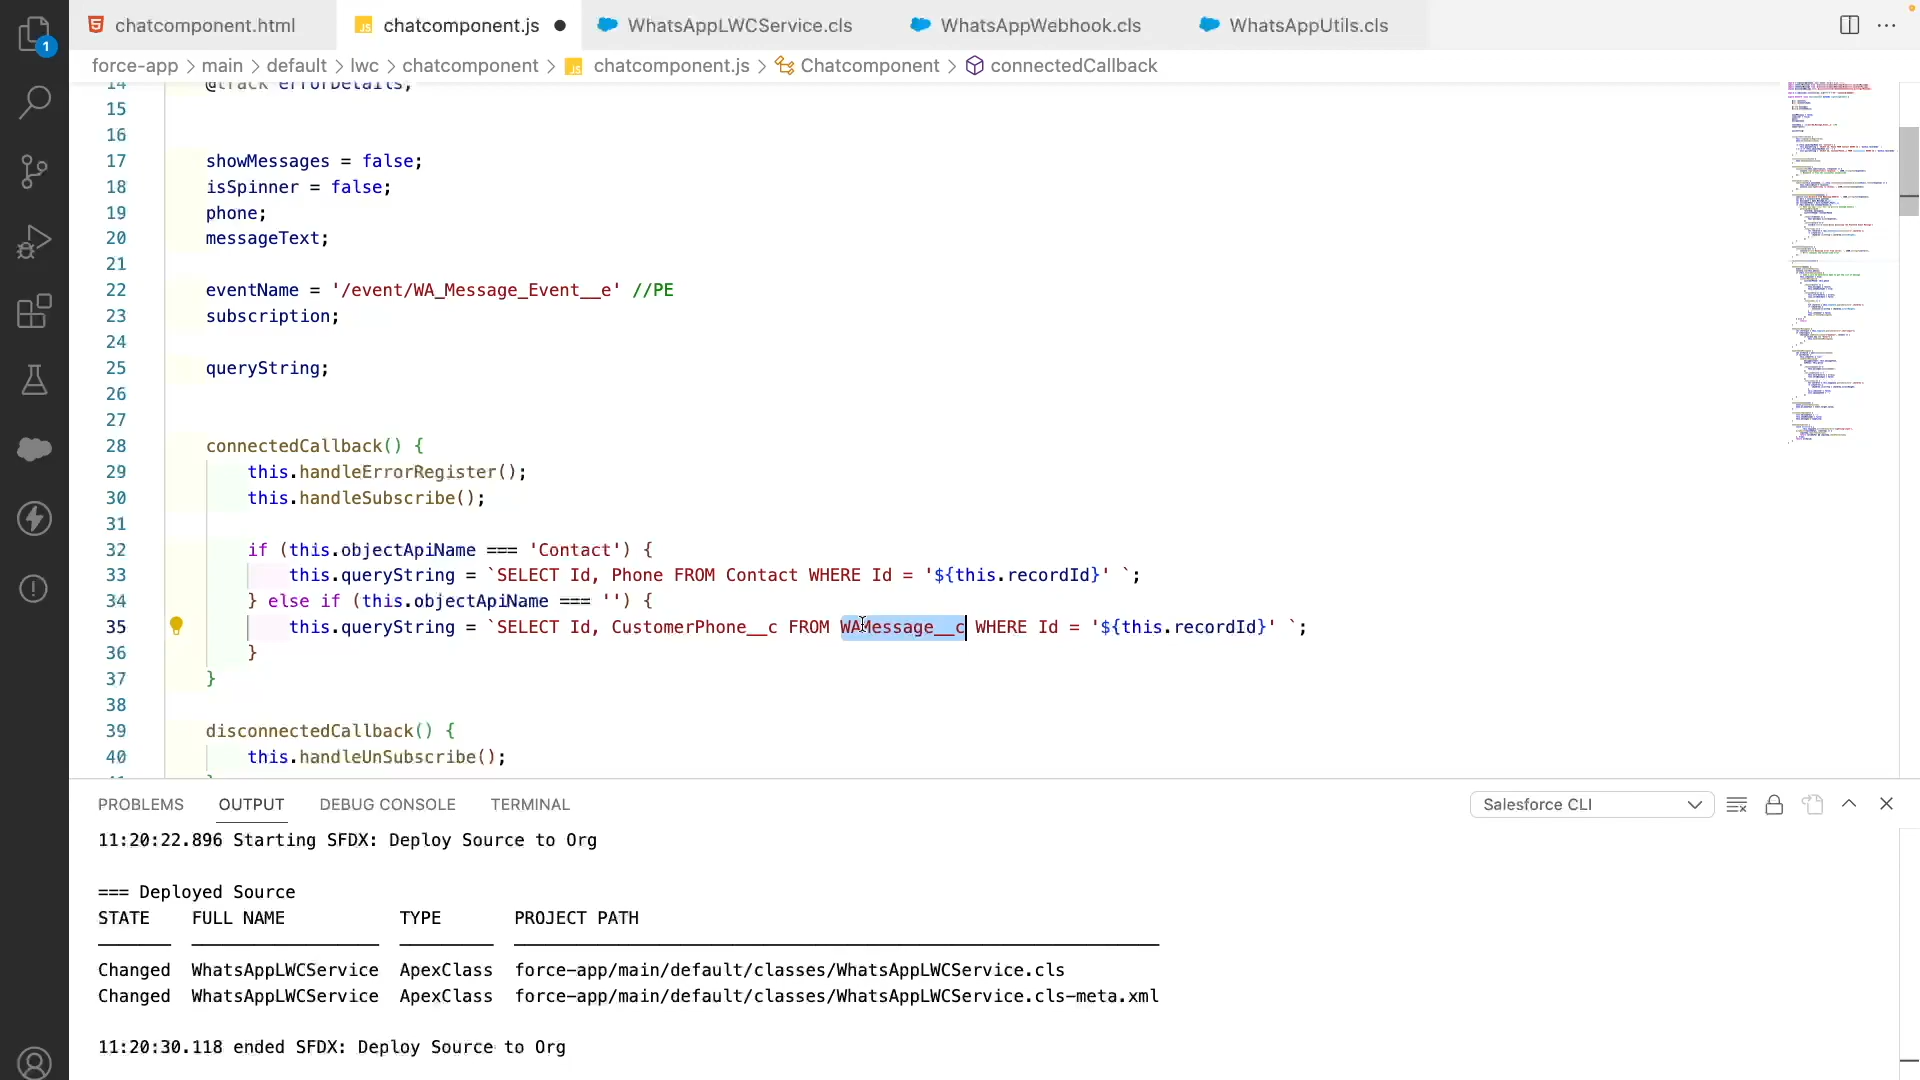 1
chatcomponent.html
JS chatcomponent.js
WhatsAppLWCService.cls
WhatsAppWebhook.cls
WhatsAppUtils.cls
force-app > main > default > lwc > chatcomponent > JS chatcomponent.js > Chatcomponent > connectedCallback
14 @track errorDetails;
15
16
17 showMessages = false;
18 isSpinner = false;
19 phone;
20 messageText;
21
22 eventName = '/event/WA_Message_Event__e' //PE
23 subscription;
24
25 queryString;
26
27
28 connectedCallback() {
29 this.handleErrorRegister();
30 this.handleSubscribe();
31
32 if (this.objectApiName === 'Contact') {
33 this.queryString = `SELECT Id, Phone FROM Contact WHERE Id = '${this.recordId}' `;
34 } else if (this.objectApiName === '') {
35 this.queryString = `SELECT Id, CustomerPhone__c FROM WAMessage__c WHERE Id = '${this.recordId}' `;
36 }
37 }
38
39 disconnectedCallback() {
40 this.handleUnSubscribe();
PROBLEMS OUTPUT DEBUG CONSOLE TERMINAL
Salesforce CLI
11:20:22.896 Starting SFDX: Deploy Source to Org
=== Deployed Source
STATE FULL NAME TYPE PROJECT PATH
Changed WhatsAppLWCService ApexClass force-app/main/default/classes/WhatsAppLWCService.cls
Changed WhatsAppLWCService ApexClass force-app/main/default/classes/WhatsAppLWCService.cls-meta.xml
11:20:30.118 ended SFDX: Deploy Source to Org